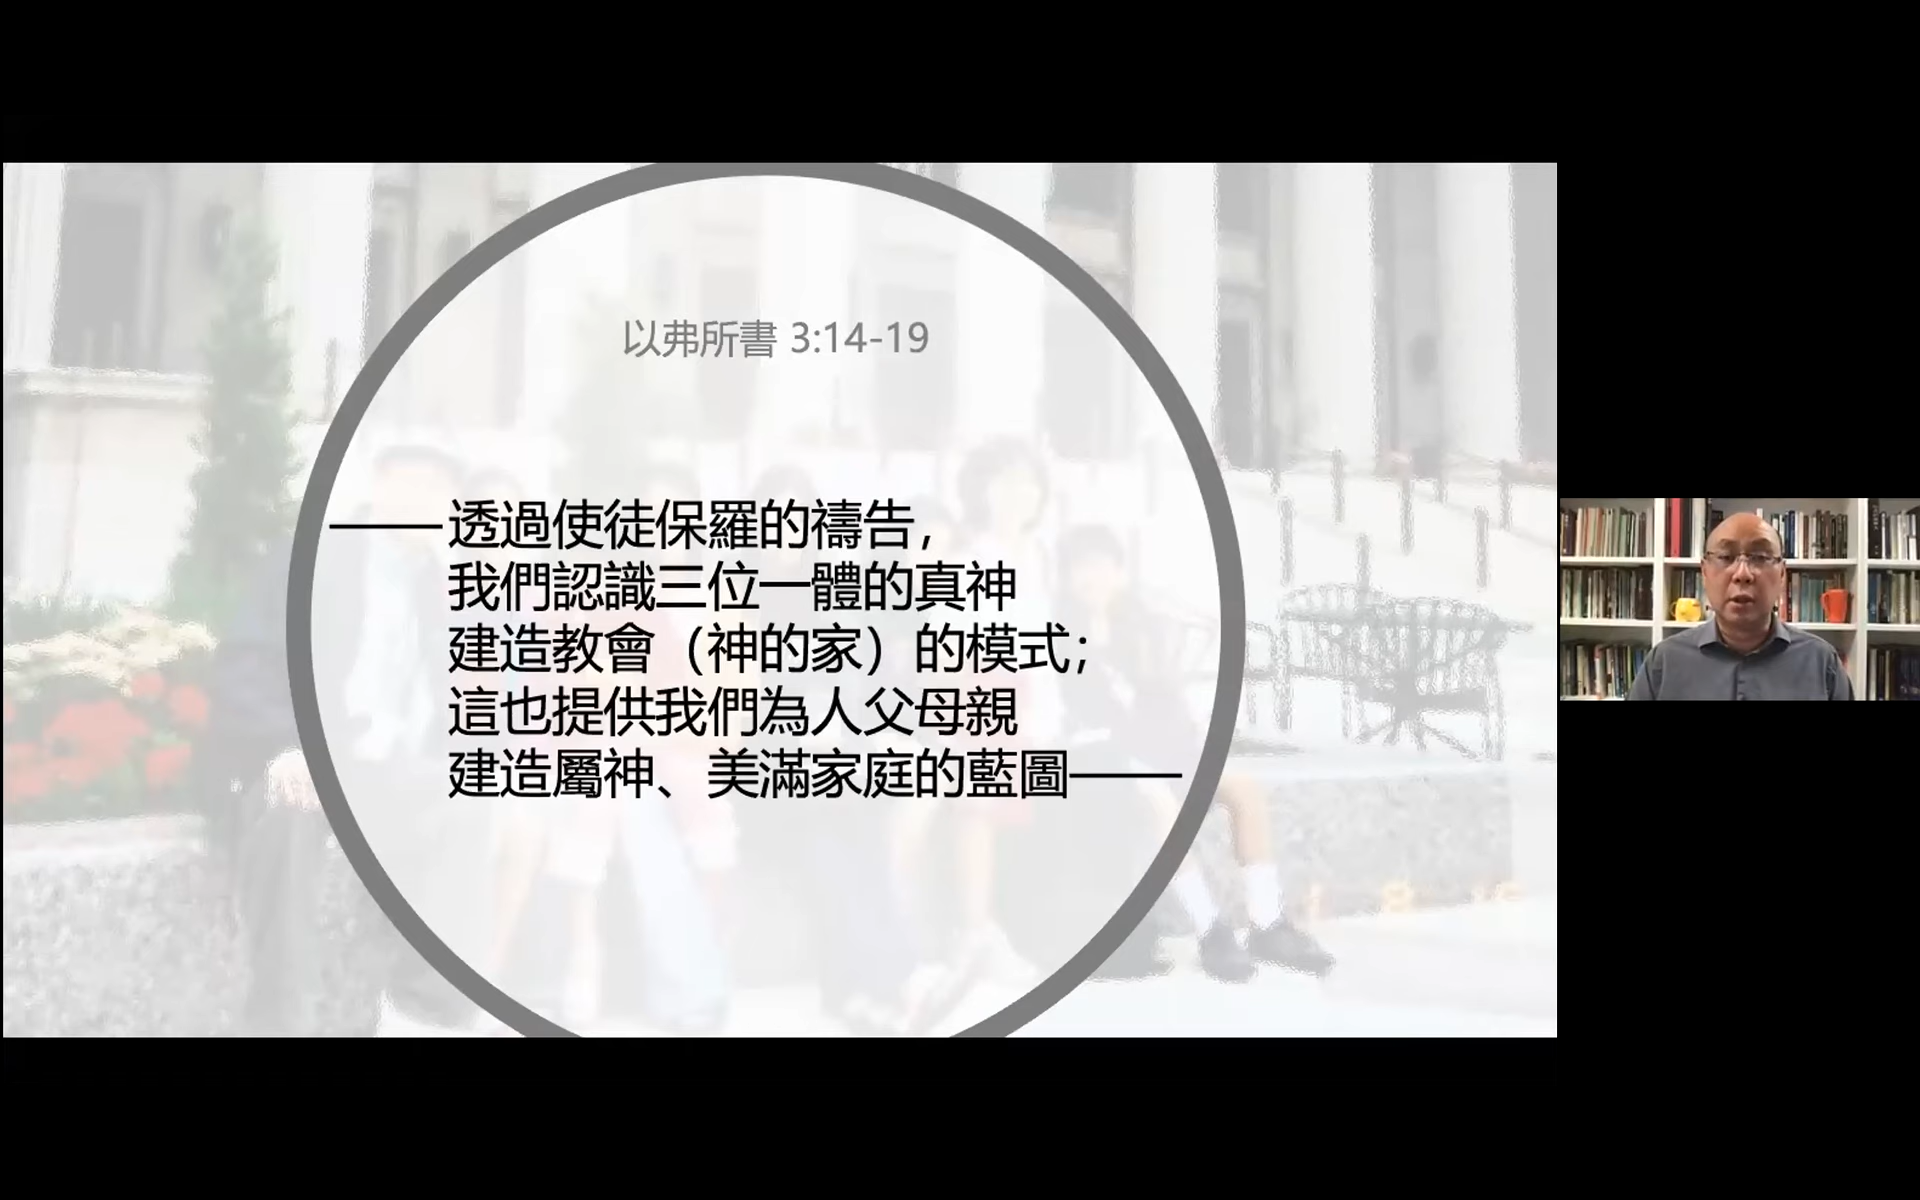 以弗所書 3:14-19
——透過使徒保羅的禱告，
我們認識三位一體的真神
建造教會（神的家）的模式；
這也提供我們為人父母親
建造屬神、美滿家庭的藍圖——